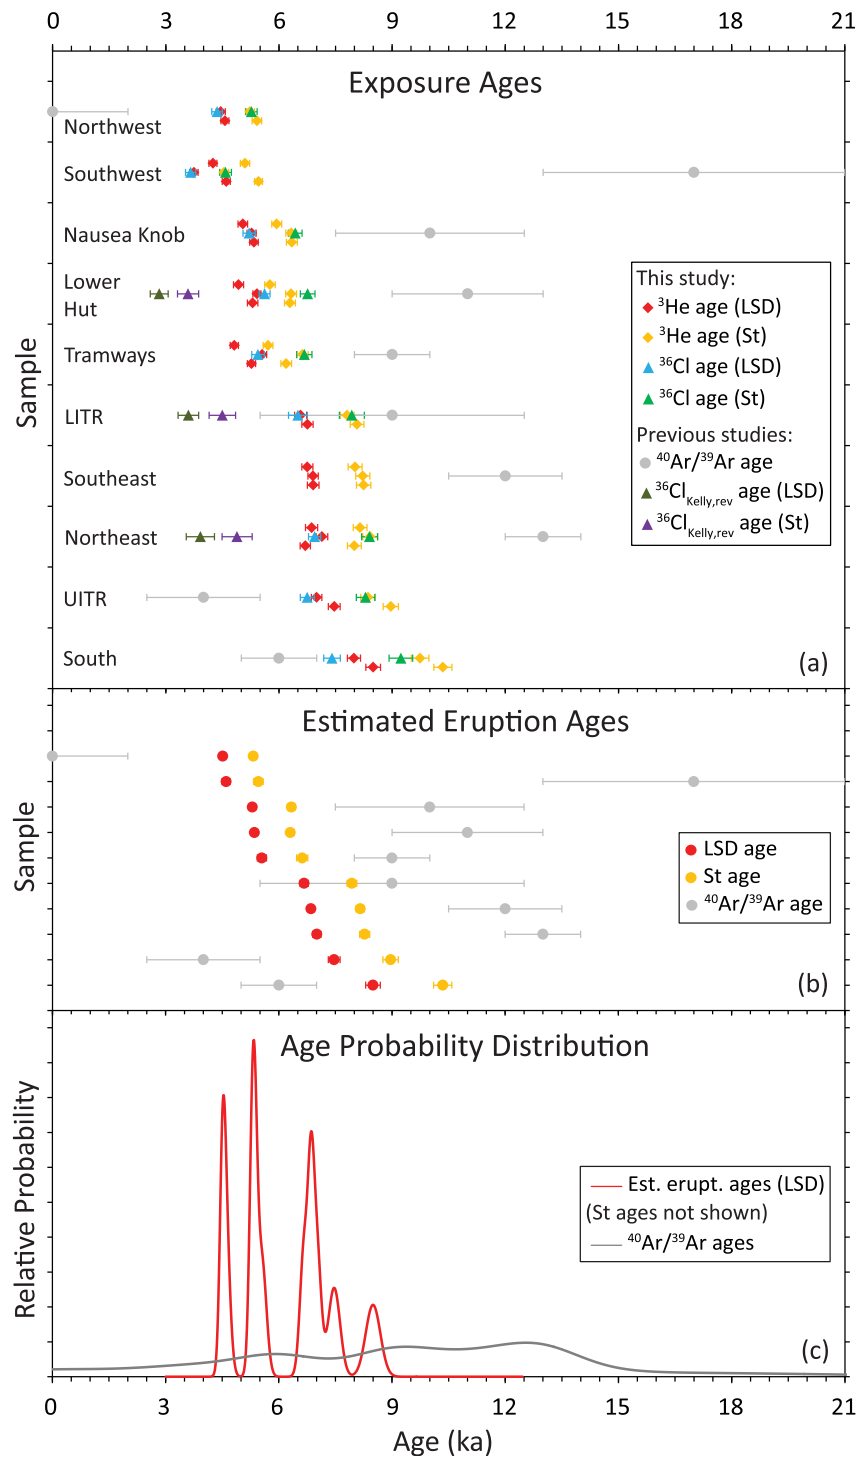 0 3 6 9 12 15 18 21
Exposure Ages
Northwest
Southwest
Nausea Knob
Lower
Hut
Tramways
LITR
Southeast
Northeast
UITR
South
Sample
This study:
³He age (LSD)
³He age (St)
³⁶Cl age (LSD)
³⁶Cl age (St)
Previous studies:
⁴⁰Ar/³⁹Ar age
³⁶Cl Kelly,rev age (LSD)
³⁶Cl Kelly,rev age (St)
(a)
Estimated Eruption Ages
Sample
LSD age
St age
⁴⁰Ar/³⁹Ar age
(b)
Age Probability Distribution
Relative Probability
Est. erupt. ages (LSD)
(St ages not shown)
⁴⁰Ar/³⁹Ar ages
(c)
0 3 6 9 12 15 18 21
Age (ka)